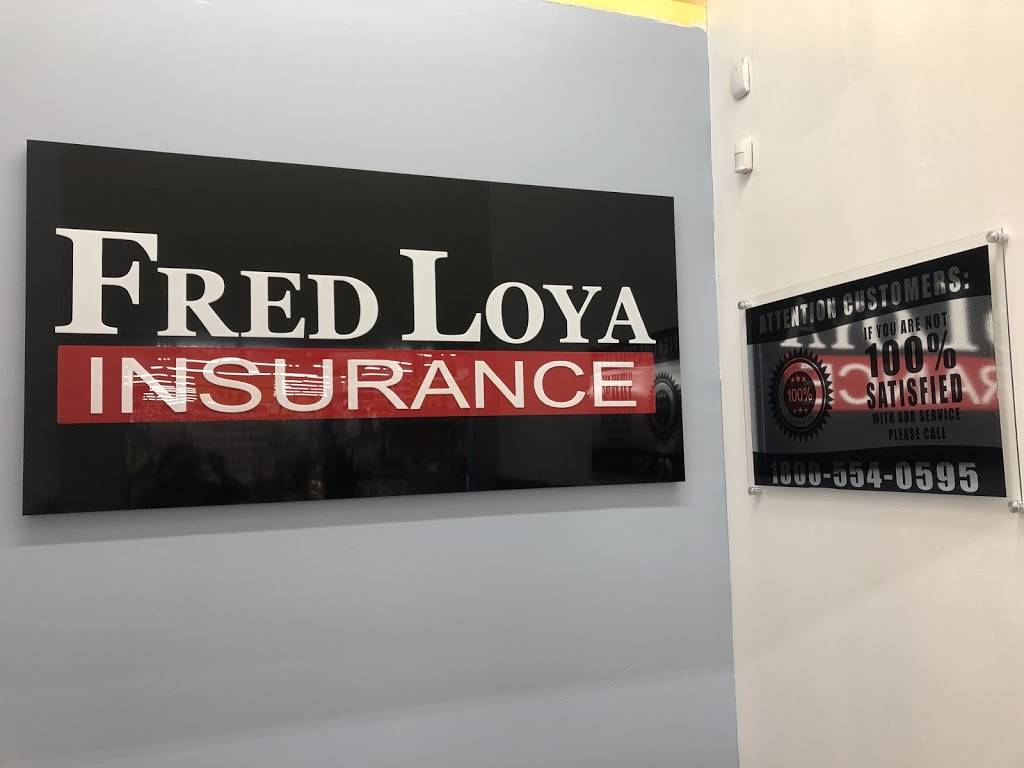 FRED LOYA
INSURANCE
ATTENTION CUSTOMERS:
IF YOU ARE NOT
100%
SATISFIED
WITH OUR SERVICE
PLEASE CALL
100%
1800-554-0595